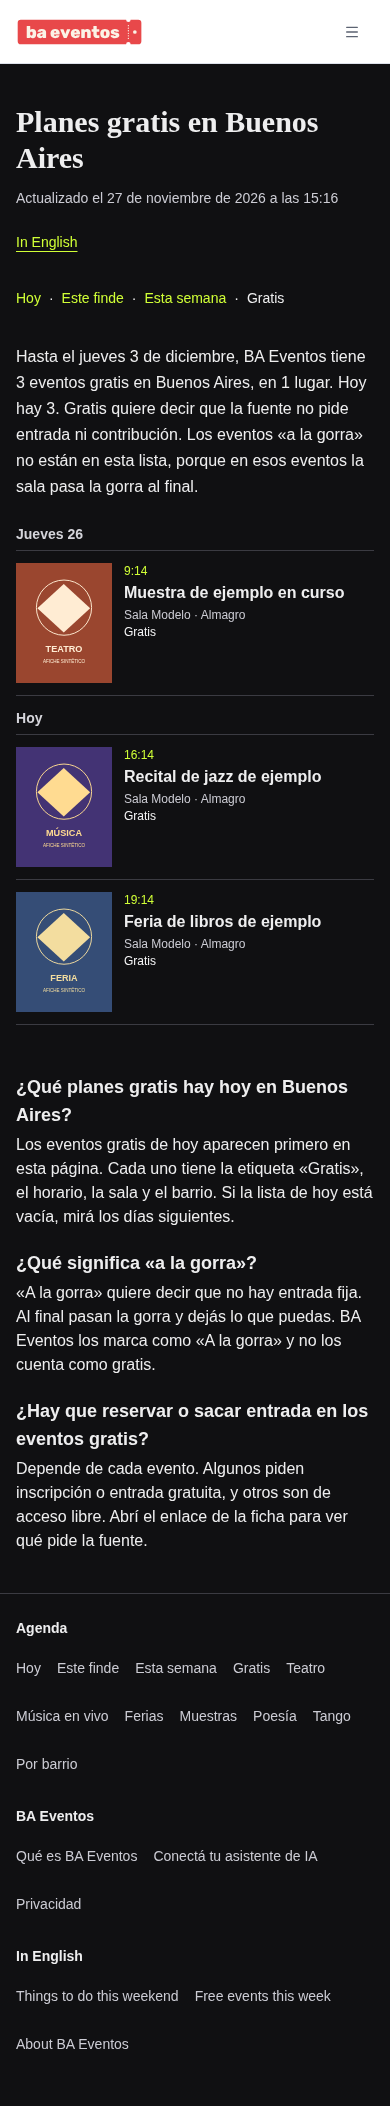 ba eventos
Planes gratis en Buenos
Aires
Actualizado el 27 de noviembre de 2026 a las 15:16
In English
Hoy · Este finde · Esta semana · Gratis
Hasta el jueves 3 de diciembre, BA Eventos tiene
3 eventos gratis en Buenos Aires, en 1 lugar. Hoy
hay 3. Gratis quiere decir que la fuente no pide
entrada ni contribución. Los eventos «a la gorra»
no están en esta lista, porque en esos eventos la
sala pasa la gorra al final.
Jueves 26
TEATRO
AFICHE SINTÉTICO
9:14
Muestra de ejemplo en curso
Sala Modelo · Almagro
Gratis
Hoy
MÚSICA
AFICHE SINTÉTICO
16:14
Recital de jazz de ejemplo
Sala Modelo · Almagro
Gratis
FERIA
AFICHE SINTÉTICO
19:14
Feria de libros de ejemplo
Sala Modelo · Almagro
Gratis
¿Qué planes gratis hay hoy en Buenos
Aires?
Los eventos gratis de hoy aparecen primero en
esta página. Cada uno tiene la etiqueta «Gratis»,
el horario, la sala y el barrio. Si la lista de hoy está
vacía, mirá los días siguientes.
¿Qué significa «a la gorra»?
«A la gorra» quiere decir que no hay entrada fija.
Al final pasan la gorra y dejás lo que puedas. BA
Eventos los marca como «A la gorra» y no los
cuenta como gratis.
¿Hay que reservar o sacar entrada en los
eventos gratis?
Depende de cada evento. Algunos piden
inscripción o entrada gratuita, y otros son de
acceso libre. Abrí el enlace de la ficha para ver
qué pide la fuente.
Agenda
Hoy Este finde Esta semana Gratis Teatro
Música en vivo Ferias Muestras Poesía Tango
Por barrio
BA Eventos
Qué es BA Eventos Conectá tu asistente de IA
Privacidad
In English
Things to do this weekend Free events this week
About BA Eventos